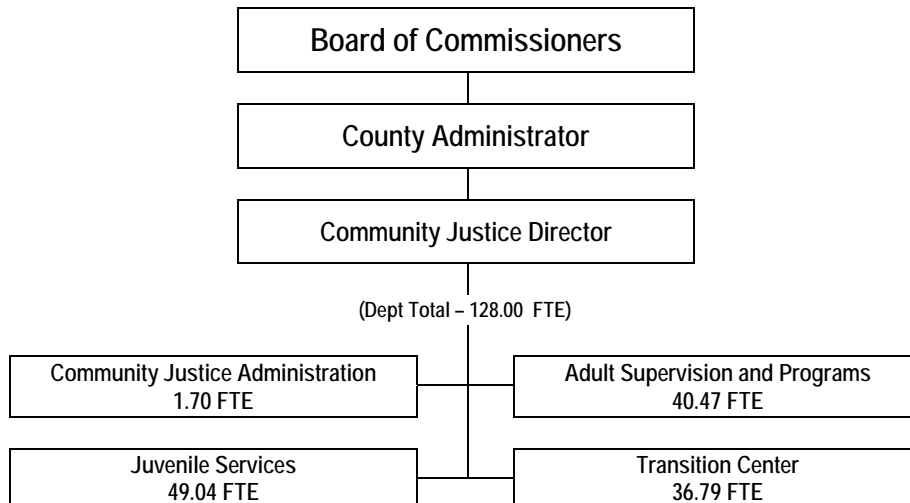 Board of Commissioners
County Administrator
Community Justice Director
(Dept Total – 128.00 FTE)
Community Justice Administration
1.70 FTE
Adult Supervision and Programs
40.47 FTE
Juvenile Services
49.04 FTE
Transition Center
36.79 FTE